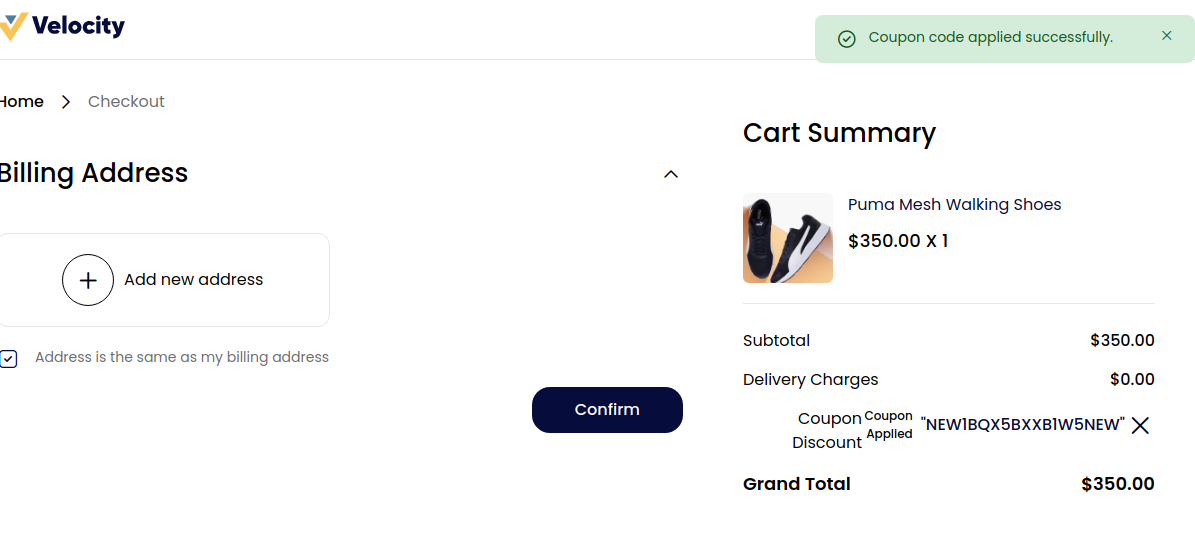 Velocity
Coupon code applied successfully.
Home > Checkout
Cart Summary
Billing Address
Puma Mesh Walking Shoes
$350.00 X 1
Add new address
Subtotal $350.00
Address is the same as my billing address
Delivery Charges $0.00
Confirm
Coupon Discount
Coupon Applied
"NEW1BQX5BXXB1W5NEW"
Grand Total $350.00